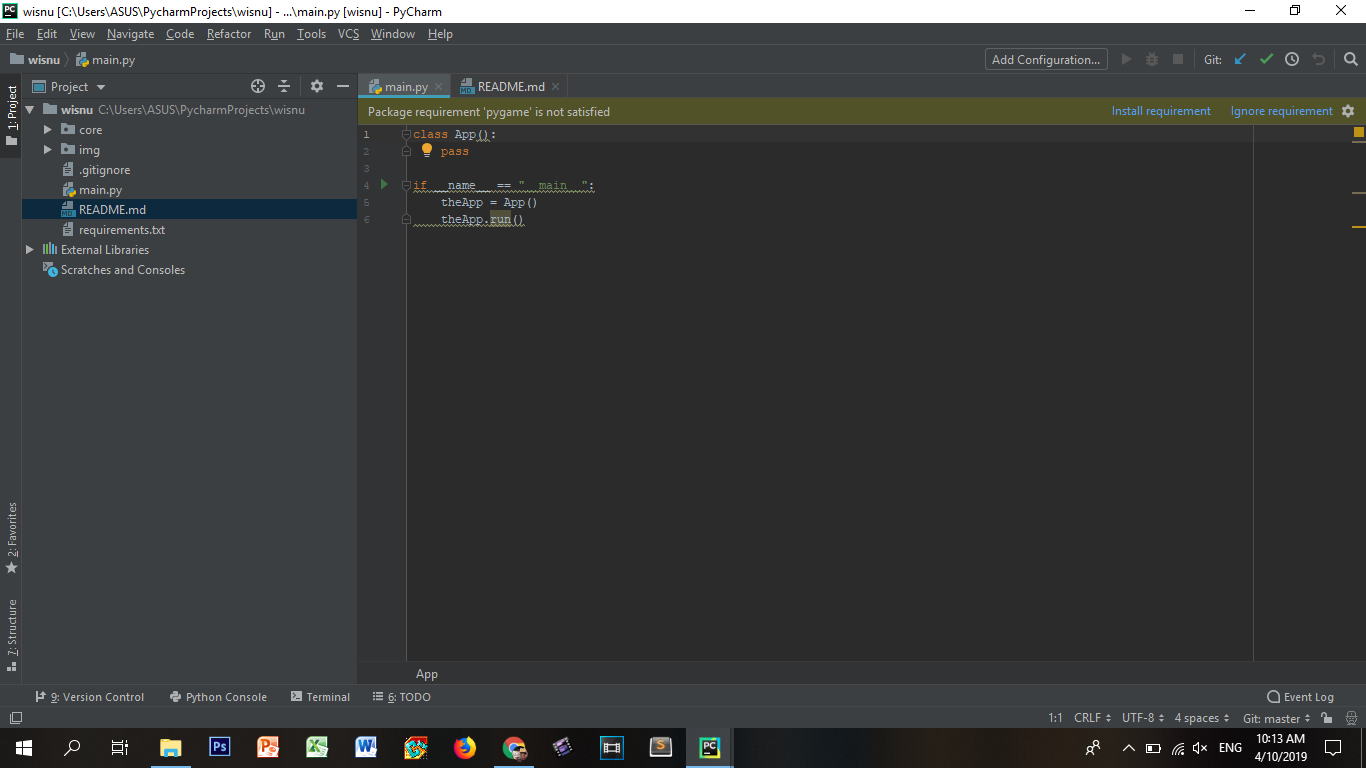 wisnu [C:\Users\ASUS\PycharmProjects\wisnu] - ...\main.py [wisnu] - PyCharm
File Edit View Navigate Code Refactor Run Tools VCS Window Help
wisnu main.py Add Configuration... Git:
1: Project
Project
wisnu C:\Users\ASUS\PycharmProjects\wisnu
core
img
.gitignore
main.py
README.md
requirements.txt
External Libraries
Scratches and Consoles
2: Favorites
7: Structure
main.py README.md
Package requirement 'pygame' is not satisfied Install requirement Ignore requirement
1 class App():
2 pass
3
4 if __name__ == "__main__":
5 theApp = App()
6 theApp.run()
App
9: Version Control Python Console Terminal 6: TODO Event Log
1:1 CRLF UTF-8 4 spaces Git: master
ENG 10:13 AM
4/10/2019